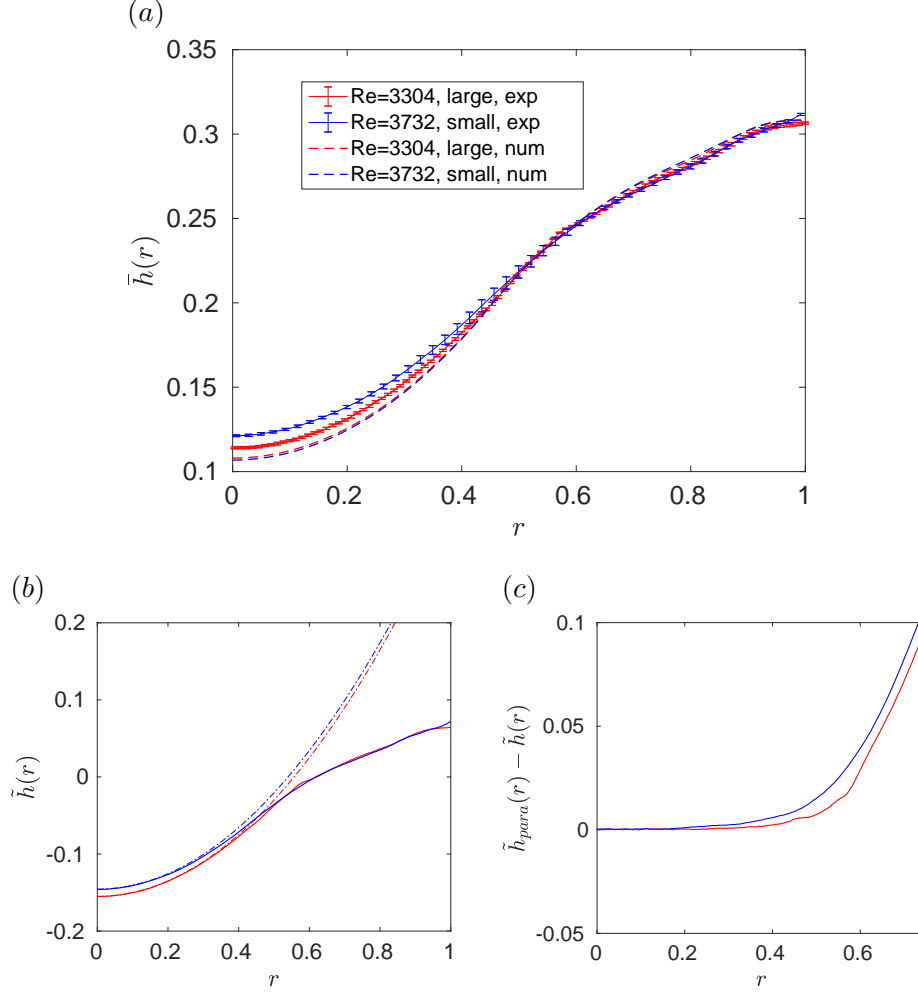 (a)
0.35
0.3
0.25
0.2
0.15
0.1
h̄(r)
Re=3304, large, exp
Re=3732, small, exp
Re=3304, large, num
Re=3732, small, num
0 0.2 0.4 0.6 0.8 1
r
(b)
0.2
0.1
0
-0.1
-0.2
h̃(r)
0 0.2 0.4 0.6 0.8 1
r
(c)
0.1
0.05
0
-0.05
h̃para(r) − h̃(r)
0 0.2 0.4 0.6
r